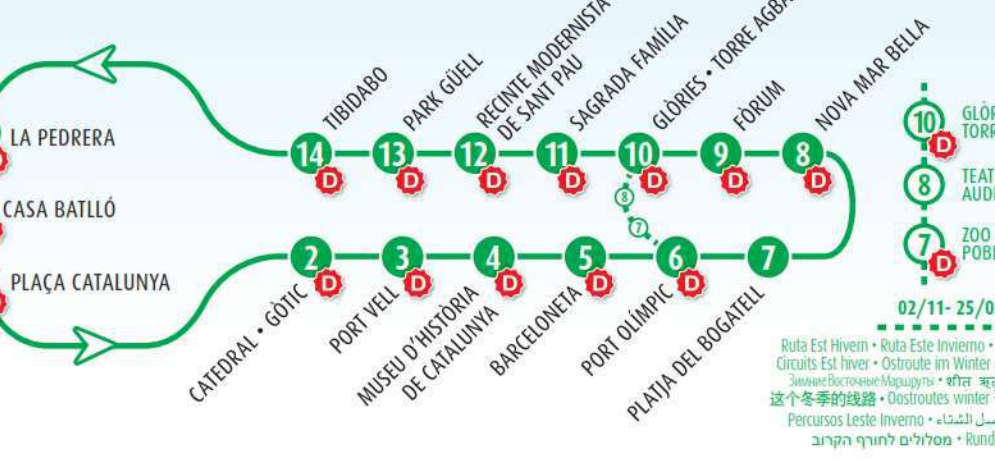 LA PEDRERA
CASA BATLLÓ
PLAÇA CATALUNYA
14
D
TIBIDABO
13
D
PARK GÜELL
12
D
RECINTE MODERNISTA
DE SANT PAU
11
D
SAGRADA FAMÍLIA
10
D
GLÒRIES • TORRE AGBA
9
D
FÒRUM
8
D
NOVA MAR BELLA
8
7
2
D
CATEDRAL • GÒTIC
3
D
PORT VELL
4
D
MUSEU D'HISTÒRIA
DE CATALUNYA
5
D
BARCELONETA
6
D
PORT OLÍMPIC
7
PLATJA DEL BOGATELL
10
D
GLÒR
TORR
8
TEAT
AUDI
7
D
ZOO
POBL
02/11- 25/0
Ruta Est Hivern • Ruta Este Invierno •
Circuits Est hiver • Ostroute im Winter
Зимние Восточные Маршруты • शीत
这个冬季的线路 • Oostroutes winter
Percursos Leste Inverno •
מסלולים לחורף הקרוב • Rund